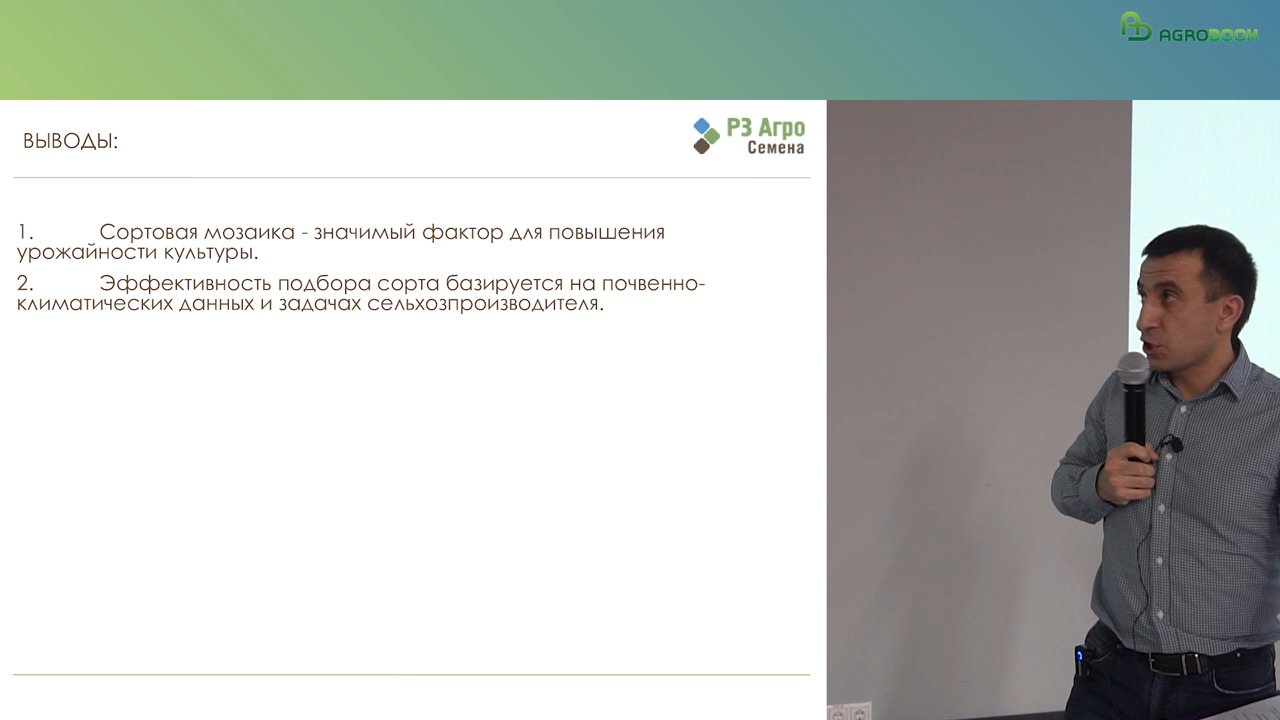 AGROBOOM
ВЫВОДЫ:
РЗ Агро
Семена
1. Сортовая мозаика - значимый фактор для повышения
урожайности культуры.
2. Эффективность подбора сорта базируется на почвенно-
климатических данных и задачах сельхозпроизводителя.